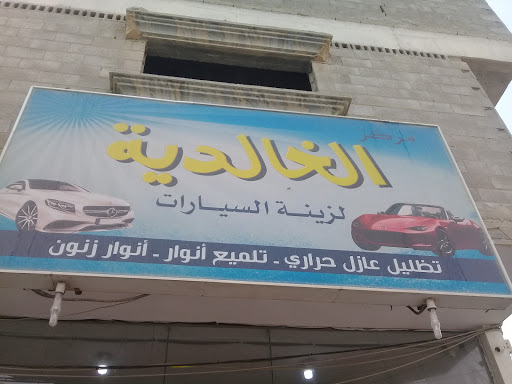 مركز
الخالدية
لزينة السيارات
تظليل عازل حراري - تلميع أنوار - أنوار زنون